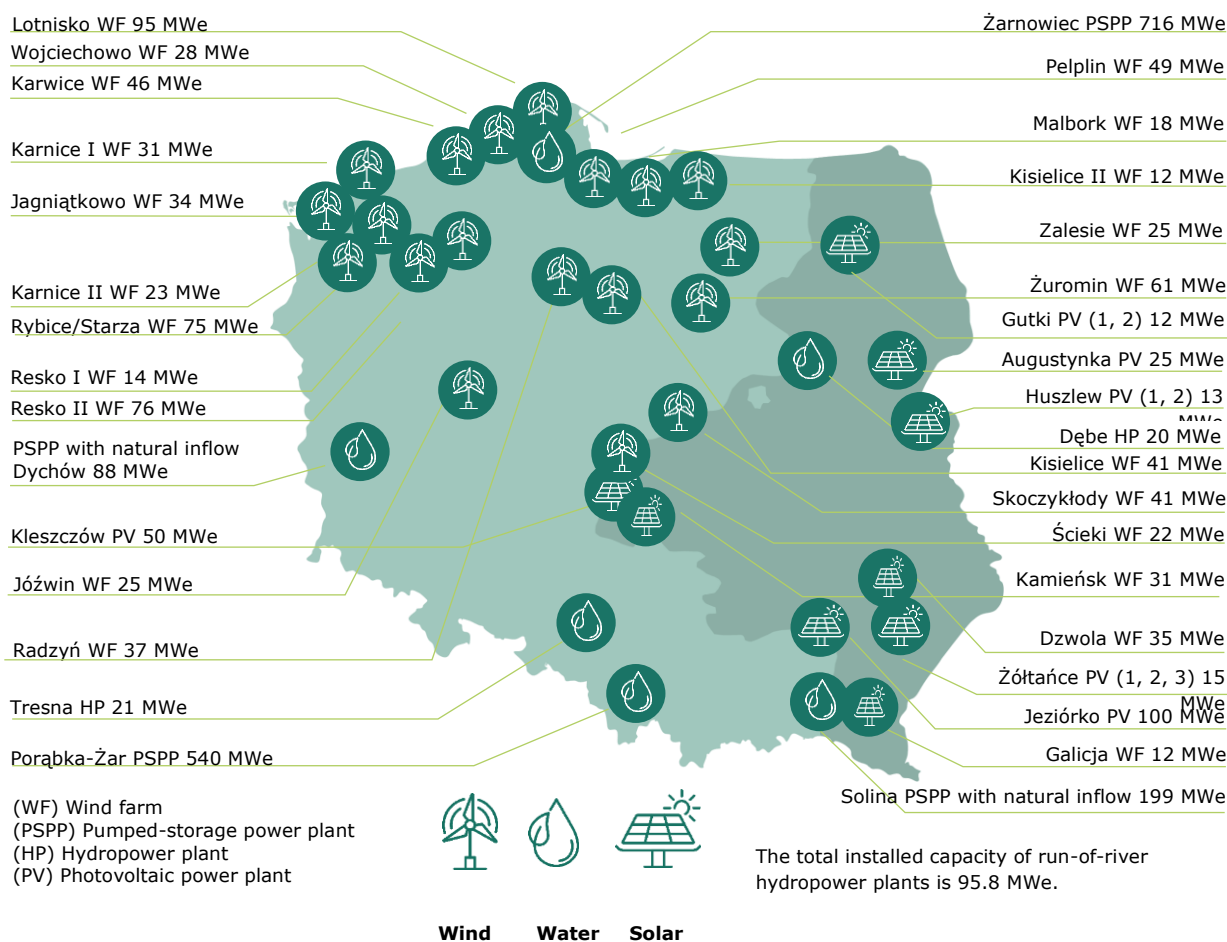 Lotnisko WF 95 MWe
Wojciechowo WF 28 MWe
Karwice WF 46 MWe
Karnice I WF 31 MWe
Jagniątkowo WF 34 MWe
Karnice II WF 23 MWe
Rybice/Starza WF 75 MWe
Resko I WF 14 MWe
Resko II WF 76 MWe
PSPP with natural inflow
Dychów 88 MWe
Kleszczów PV 50 MWe
Jóźwin WF 25 MWe
Radzyń WF 37 MWe
Tresna HP 21 MWe
Porąbka-Żar PSPP 540 MWe
Żarnowiec PSPP 716 MWe
Pelplin WF 49 MWe
Malbork WF 18 MWe
Kisielice II WF 12 MWe
Zalesie WF 25 MWe
Żuromin WF 61 MWe
Gutki PV (1, 2) 12 MWe
Augustynka PV 25 MWe
Huszlew PV (1, 2) 13
MWe
Dębe HP 20 MWe
Kisielice WF 41 MWe
Skoczykłody WF 41 MWe
Ścieki WF 22 MWe
Kamieńsk WF 31 MWe
Dzwola WF 35 MWe
Żółtańce PV (1, 2, 3) 15
MWe
Jeziórko PV 100 MWe
Galicja WF 12 MWe
Solina PSPP with natural inflow 199 MWe
(WF) Wind farm
(PSPP) Pumped-storage power plant
(HP) Hydropower plant
(PV) Photovoltaic power plant
Wind Water Solar
The total installed capacity of run-of-river
hydropower plants is 95.8 MWe.